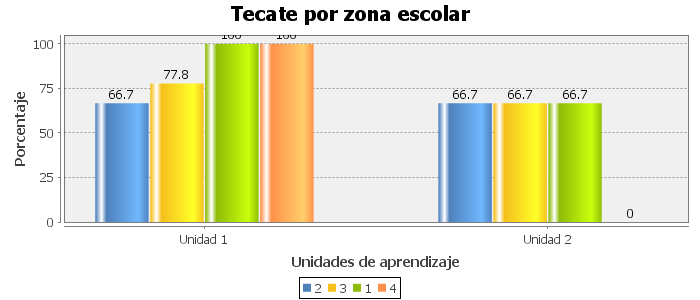 Tecate por zona escolar
Porcentaje
100
75
50
25
0
66.7
77.8
100
100
66.7
66.7
66.7
0
Unidad 1
Unidad 2
Unidades de aprendizaje
2 3 1 4